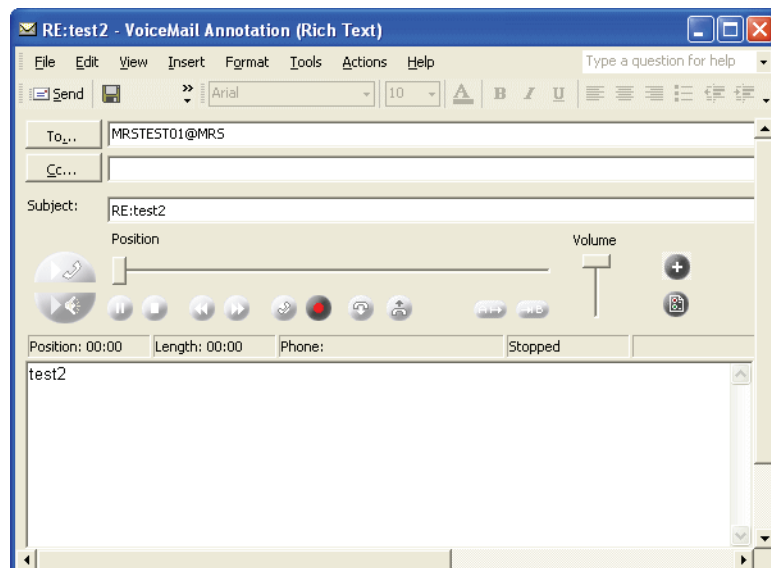 RE:test2 - VoiceMail Annotation (Rich Text)
File Edit View Insert Format Tools Actions Help Type a question for help
Send Arial 10 A B I U
To... MRSTEST01@MRS
Cc...
Subject: RE:test2
Position Volume
A B
Position: 00:00 Length: 00:00 Phone: Stopped
test2